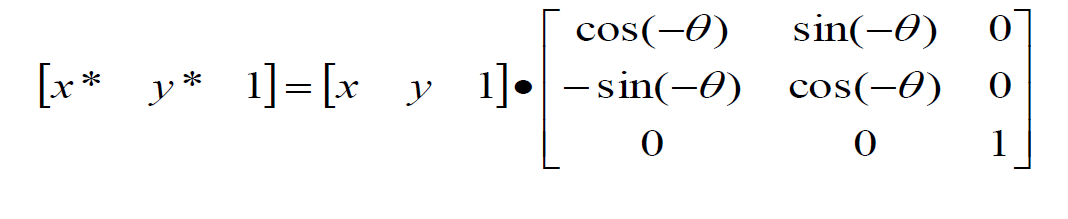 cos(−θ) sin(−θ) 0
[x* y* 1]=[x y 1]• −sin(−θ) cos(−θ) 0
0 0 1